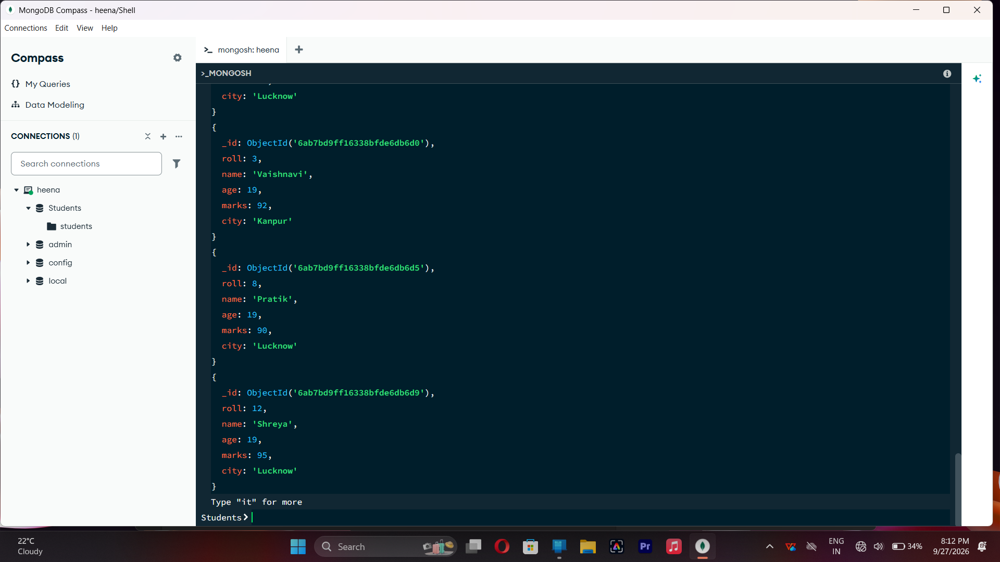 MongoDB Compass - heena/Shell
Connections Edit View Help
Compass
My Queries
Data Modeling
CONNECTIONS (1)
Search connections
heena
Students
students
admin
config
local
mongosh: heena
>_MONGOSH
city: 'Lucknow'
}
{
_id: ObjectId('6ab7bd9ff16338bfde6db6d0'),
roll: 3,
name: 'Vaishnavi',
age: 19,
marks: 92,
city: 'Kanpur'
}
{
_id: ObjectId('6ab7bd9ff16338bfde6db6d5'),
roll: 8,
name: 'Pratik',
age: 19,
marks: 90,
city: 'Lucknow'
}
{
_id: ObjectId('6ab7bd9ff16338bfde6db6d9'),
roll: 12,
name: 'Shreya',
age: 19,
marks: 95,
city: 'Lucknow'
}
Type "it" for more
Students>
22°C
Cloudy
Search
Pr
ENG
IN
34%
8:12 PM
9/27/2026